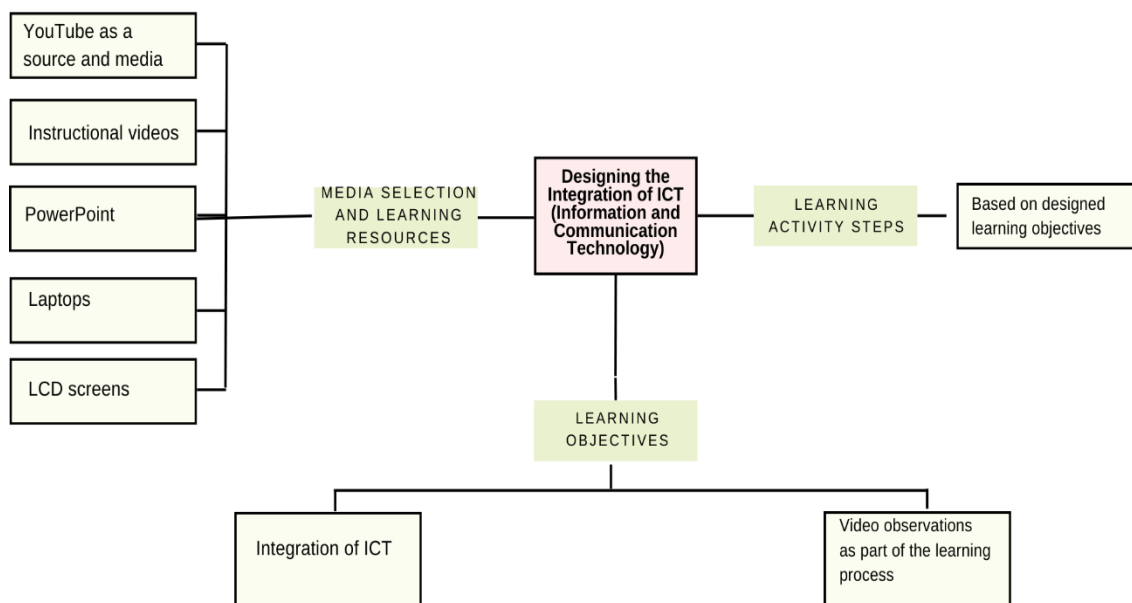 YouTube as a
source and media
Instructional videos
PowerPoint
Laptops
LCD screens
MEDIA SELECTION
AND LEARNING
RESOURCES
Designing the
Integration of ICT
(Information and
Communication
Technology)
LEARNING
ACTIVITY STEPS
Based on designed
learning objectives
LEARNING
OBJECTIVES
Integration of ICT
Video observations
as part of the learning
process